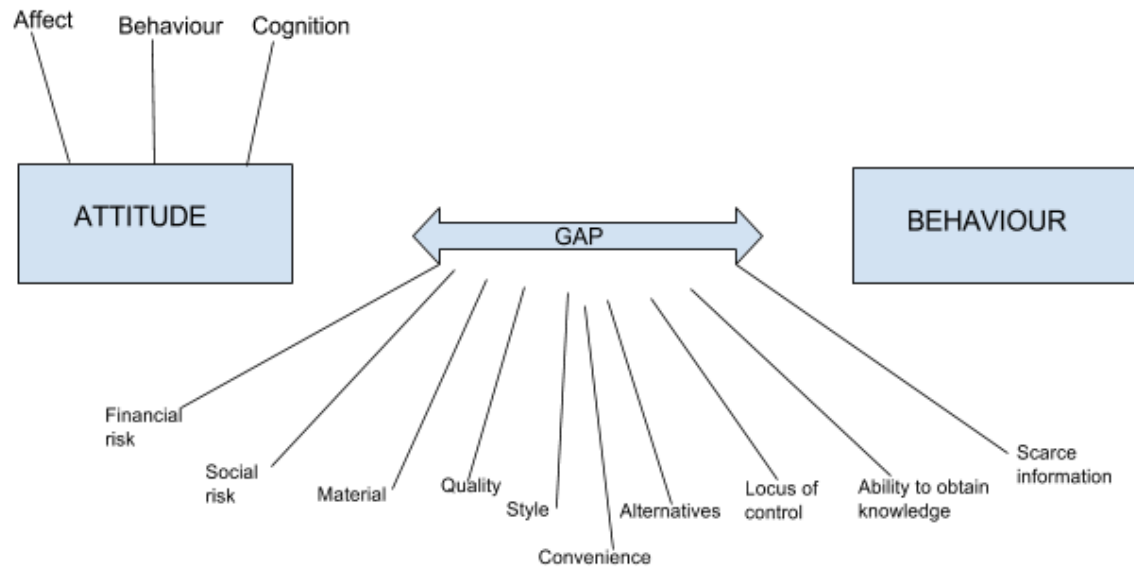 Affect
Behaviour
Cognition
ATTITUDE
GAP
BEHAVIOUR
Financial
risk
Social
risk
Material
Quality
Style
Convenience
Alternatives
Locus of
control
Ability to obtain
knowledge
Scarce
information